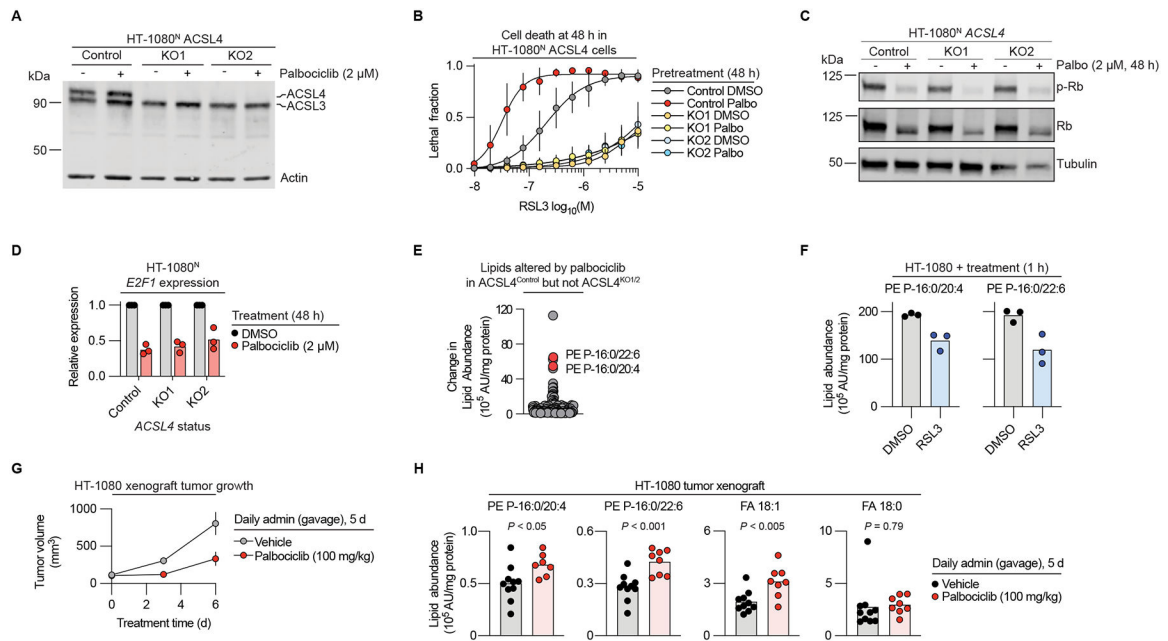 A
HT-1080ᴺ ACSL4
Control KO1 KO2
kDa - + - + - + Palbociclib (2 µM)
ACSL4
90 ACSL3
50
Actin
B
Cell death at 48 h in
HT-1080ᴺ ACSL4 cells
Lethal fraction
1.0
0.5
0.0
-8 -7 -6 -5
RSL3 log₁₀(M)
Pretreatment (48 h)
Control DMSO
Control Palbo
KO1 DMSO
KO1 Palbo
KO2 DMSO
KO2 Palbo
C
HT-1080ᴺ ACSL4
Control KO1 KO2
kDa - + - + - + Palbo (2 µM, 48 h)
125 p-Rb
125
Rb
50 Tubulin
D
HT-1080ᴺ
E2F1 expression
Relative expression
1.0
0.5
0.0
Control KO1 KO2
ACSL4 status
Treatment (48 h)
DMSO
Palbociclib (2 µM)
E
Lipids altered by palbociclib
in ACSL4ᶜᵒⁿᵗʳᵒˡ but not ACSL4ᴷᴼ¹/²
Change in
Lipid Abundance
(10⁵ AU/mg protein)
120
80
40
0
PE P-16:0/22:6
PE P-16:0/20:4
F
HT-1080 + treatment (1 h)
PE P-16:0/20:4 PE P-16:0/22:6
Lipid abundance
(10⁵ AU/mg protein)
200
100
0
DMSO RSL3 DMSO RSL3
G
HT-1080 xenograft tumor growth
Tumor volume
(mm³)
1000
500
0
0 3 6
Treatment time (d)
Daily admin (gavage), 5 d
Vehicle
Palbociclib (100 mg/kg)
H
HT-1080 tumor xenograft
PE P-16:0/20:4 PE P-16:0/22:6 FA 18:1 FA 18:0
P < 0.05 P < 0.001 P < 0.005 P = 0.79
Lipid abundance
(10⁵ AU/mg protein)
1.0 0.6 6 9
0.5 0.3 3 6
3
0 0 0 0
Daily admin (gavage), 5 d
Vehicle
Palbociclib (100 mg/kg)